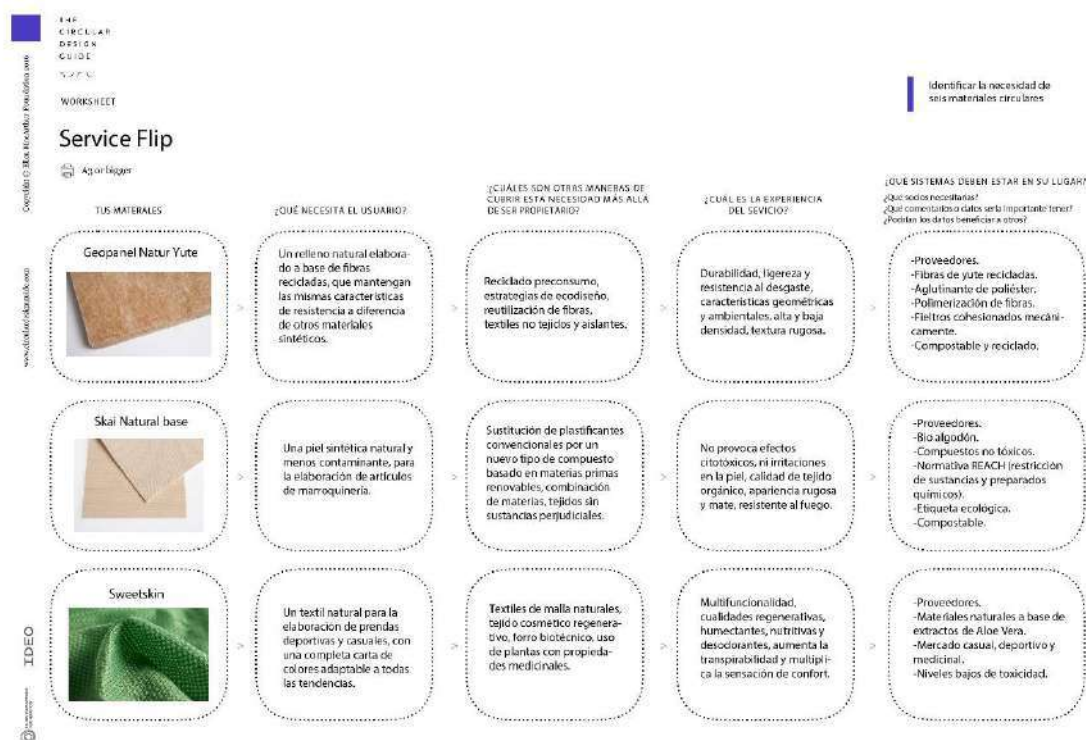 THE
CIRCULAR
DESIGN
GUIDE
WORKSHEET
Service Flip
A3 or bigger
Identificar la necesidad de
seis materiales circulares
TUS MATERIALES
¿QUÉ NECESITA EL USUARIO?
¿CUÁLES SON OTRAS MANERAS DE
CUBRIR ESTA NECESIDAD MÁS ALLÁ
DE SER PROPIETARIO?
¿CUÁL ES LA EXPERIENCIA
DEL SEVICIO?
¿QUÉ SISTEMAS DEBEN ESTAR EN SU LUGAR?
¿Qué socios necesitarías?
¿Qué comentarios o datos sería importante tener?
¿Podrían los datos beneficiar a otros?
Geopanel Natur Yute
Un relleno natural elabora-
do a base de fibras
recicladas, que mantengan
las mismas características
de resistencia a diferencia
de otros materiales
sintéticos.
Reciclado preconsumo,
estrategias de ecodiseño,
reutilización de fibras,
textiles no tejidos y aislantes.
Durabilidad, ligereza y
resistencia al desgaste,
características geométricas
y ambientales, alta y baja
densidad, textura rugosa.
-Proveedores.
-Fibras de yute recicladas.
-Aglutinante de poliéster.
-Polimerización de fibras.
-Fieltros cohesionados mecáni-
camente.
-Compostable y reciclado.
Skai Natural base
Una piel sintética natural y
menos contaminante, para
la elaboración de artículos
de marroquinería.
Sustitución de plastificantes
convencionales por un
nuevo tipo de compuesto
basado en materias primas
renovables, combinación
de materias, tejidos sin
sustancias perjudiciales.
No provoca efectos
citotóxicos, ni irritaciones
en la piel, calidad de tejido
orgánico, apariencia rugosa
y mate, resistente al fuego.
-Proveedores.
-Bio algodón.
-Compuestos no tóxicos.
-Normativa REACH (restricción
de sustancias y preparados
químicos).
-Etiqueta ecológica.
-Compostable.
Sweetskin
Un textil natural para la
elaboración de prendas
deportivas y casuales, con
una completa carta de
colores adaptable a todas
las tendencias.
Textiles de malla naturales,
tejido cosmético regenera-
tivo, forro biotécnico, uso
de plantas con propieda-
des medicinales.
Multifuncionalidad,
cualidades regenerativas,
humectantes, nutritivas y
desodorantes, aumenta la
transpirabilidad y multipli-
ca la sensación de confort.
-Proveedores.
-Materiales naturales a base de
extractos de Aloe Vera.
-Mercado casual, deportivo y
medicinal.
-Niveles bajos de toxicidad.
Copyright © Ellen MacArthur Foundation 2016
www.circulardesignguide.com
IDEO